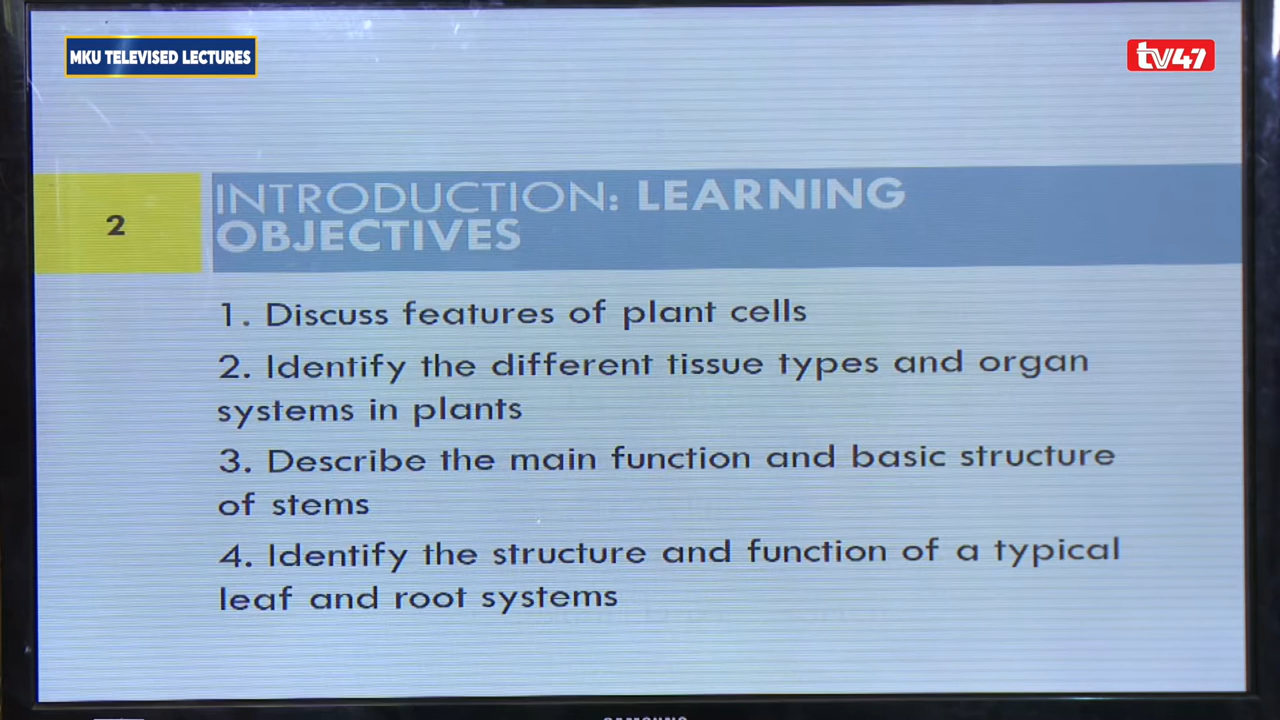 MKU TELEVISED LECTURES
tv47
2
INTRODUCTION: LEARNING
OBJECTIVES
1. Discuss features of plant cells
2. Identify the different tissue types and organ
systems in plants
3. Describe the main function and basic structure
of stems
4. Identify the structure and function of a typical
leaf and root systems
SAMSUNG